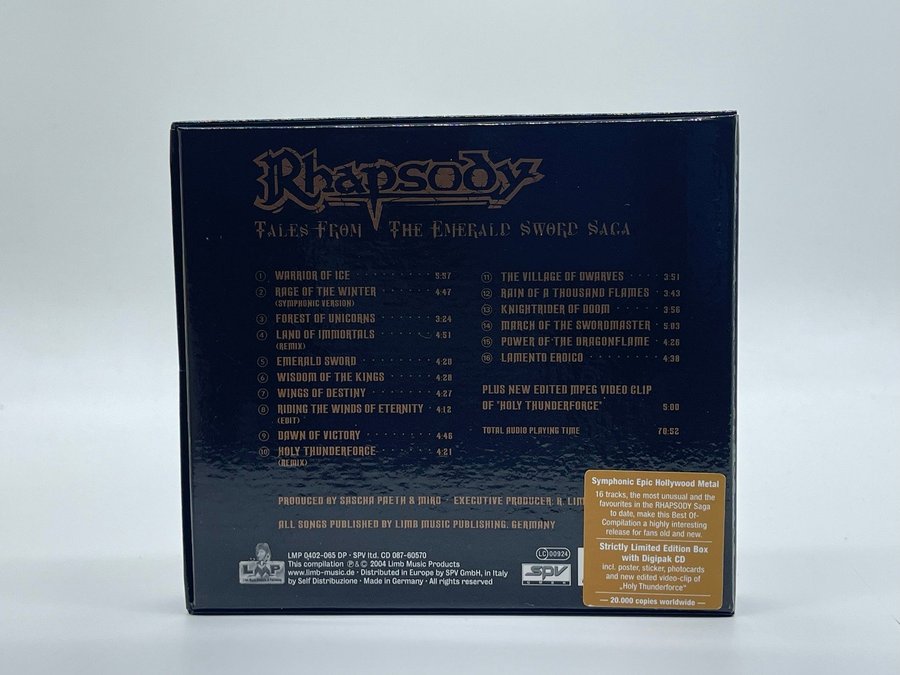 Rhapsody
Tales From The Emerald Sword Saga
1 WARRIOR OF ICE 5:57
2 RAGE OF THE WINTER 4:47
(SYMPHONIC VERSION)
3 FOREST OF UNICORNS 3:24
4 LAND OF IMMORTALS 4:51
(REMIX)
5 EMERALD SWORD 4:20
6 WISDOM OF THE KINGS 4:28
7 WINGS OF DESTINY 4:27
8 RIDING THE WINDS OF ETERNITY 4:12
(EDIT)
9 DAWN OF VICTORY 4:46
10 HOLY THUNDERFORCE 4:21
(REMIX)
11 THE VILLAGE OF DWARVES 3:51
12 RAIN OF A THOUSAND FLAMES 3:43
13 KNIGHTRIDER OF DOOM 3:56
14 MARCH OF THE SWORDMASTER 5:03
15 POWER OF THE DRAGONFLAME 4:26
16 LAMENTO EROICO 4:38
PLUS NEW EDITED MPEG VIDEO CLIP
OF "HOLY THUNDERFORCE" 5:00
TOTAL AUDIO PLAYING TIME 70:52
PRODUCED BY SASCHA PAETH & MIRO - EXECUTIVE PRODUCER: R. LIM
ALL SONGS PUBLISHED BY LIMB MUSIC PUBLISHING, GERMANY
LMP
LMP 0402-065 DP · SPV ltd. CD 087-60570
This compilation ℗ & © 2004 Limb Music Products
www.limb-music.de · Distributed in Europe by SPV GmbH, in Italy
by Self Distribuzione · Made in Germany · All rights reserved
LC 00924
SPV
Symphonic Epic Hollywood Metal
16 tracks, the most unusual and the
favourites in the RHAPSODY Saga
to date, make this Best Of-
Compilation a highly interesting
release for fans old and new.
Strictly Limited Edition Box
with Digipak CD
incl. poster, sticker, photocards
and new edited video-clip of
„Holy Thunderforce"
— 20.000 copies worldwide —